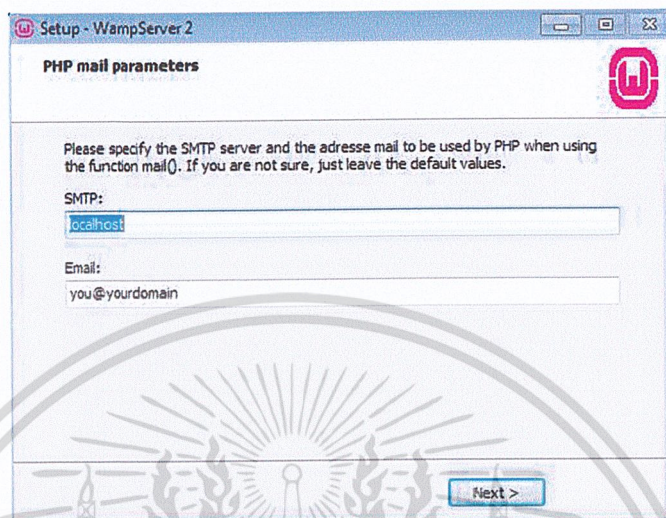 Setup - WampServer 2
PHP mail parameters
Please specify the SMTP server and the adresse mail to be used by PHP when using
the function mail(). If you are not sure, just leave the default values.
SMTP:
localhost
Email:
you@yourdomain
Next >